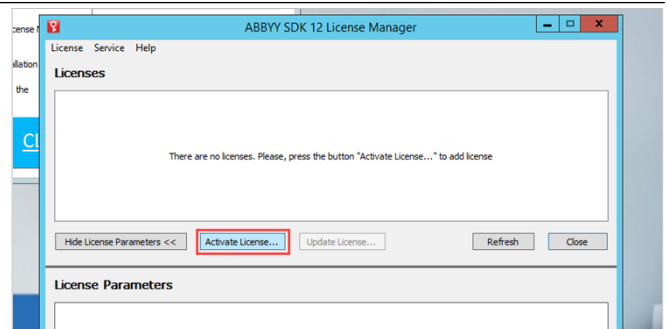 ABBYY SDK 12 License Manager
License Service Help
Licenses
the
There are no licenses. Please, press the button "Activate License..." to add license
Hide License Parameters << Activate License... Update License... Refresh Close
License Parameters